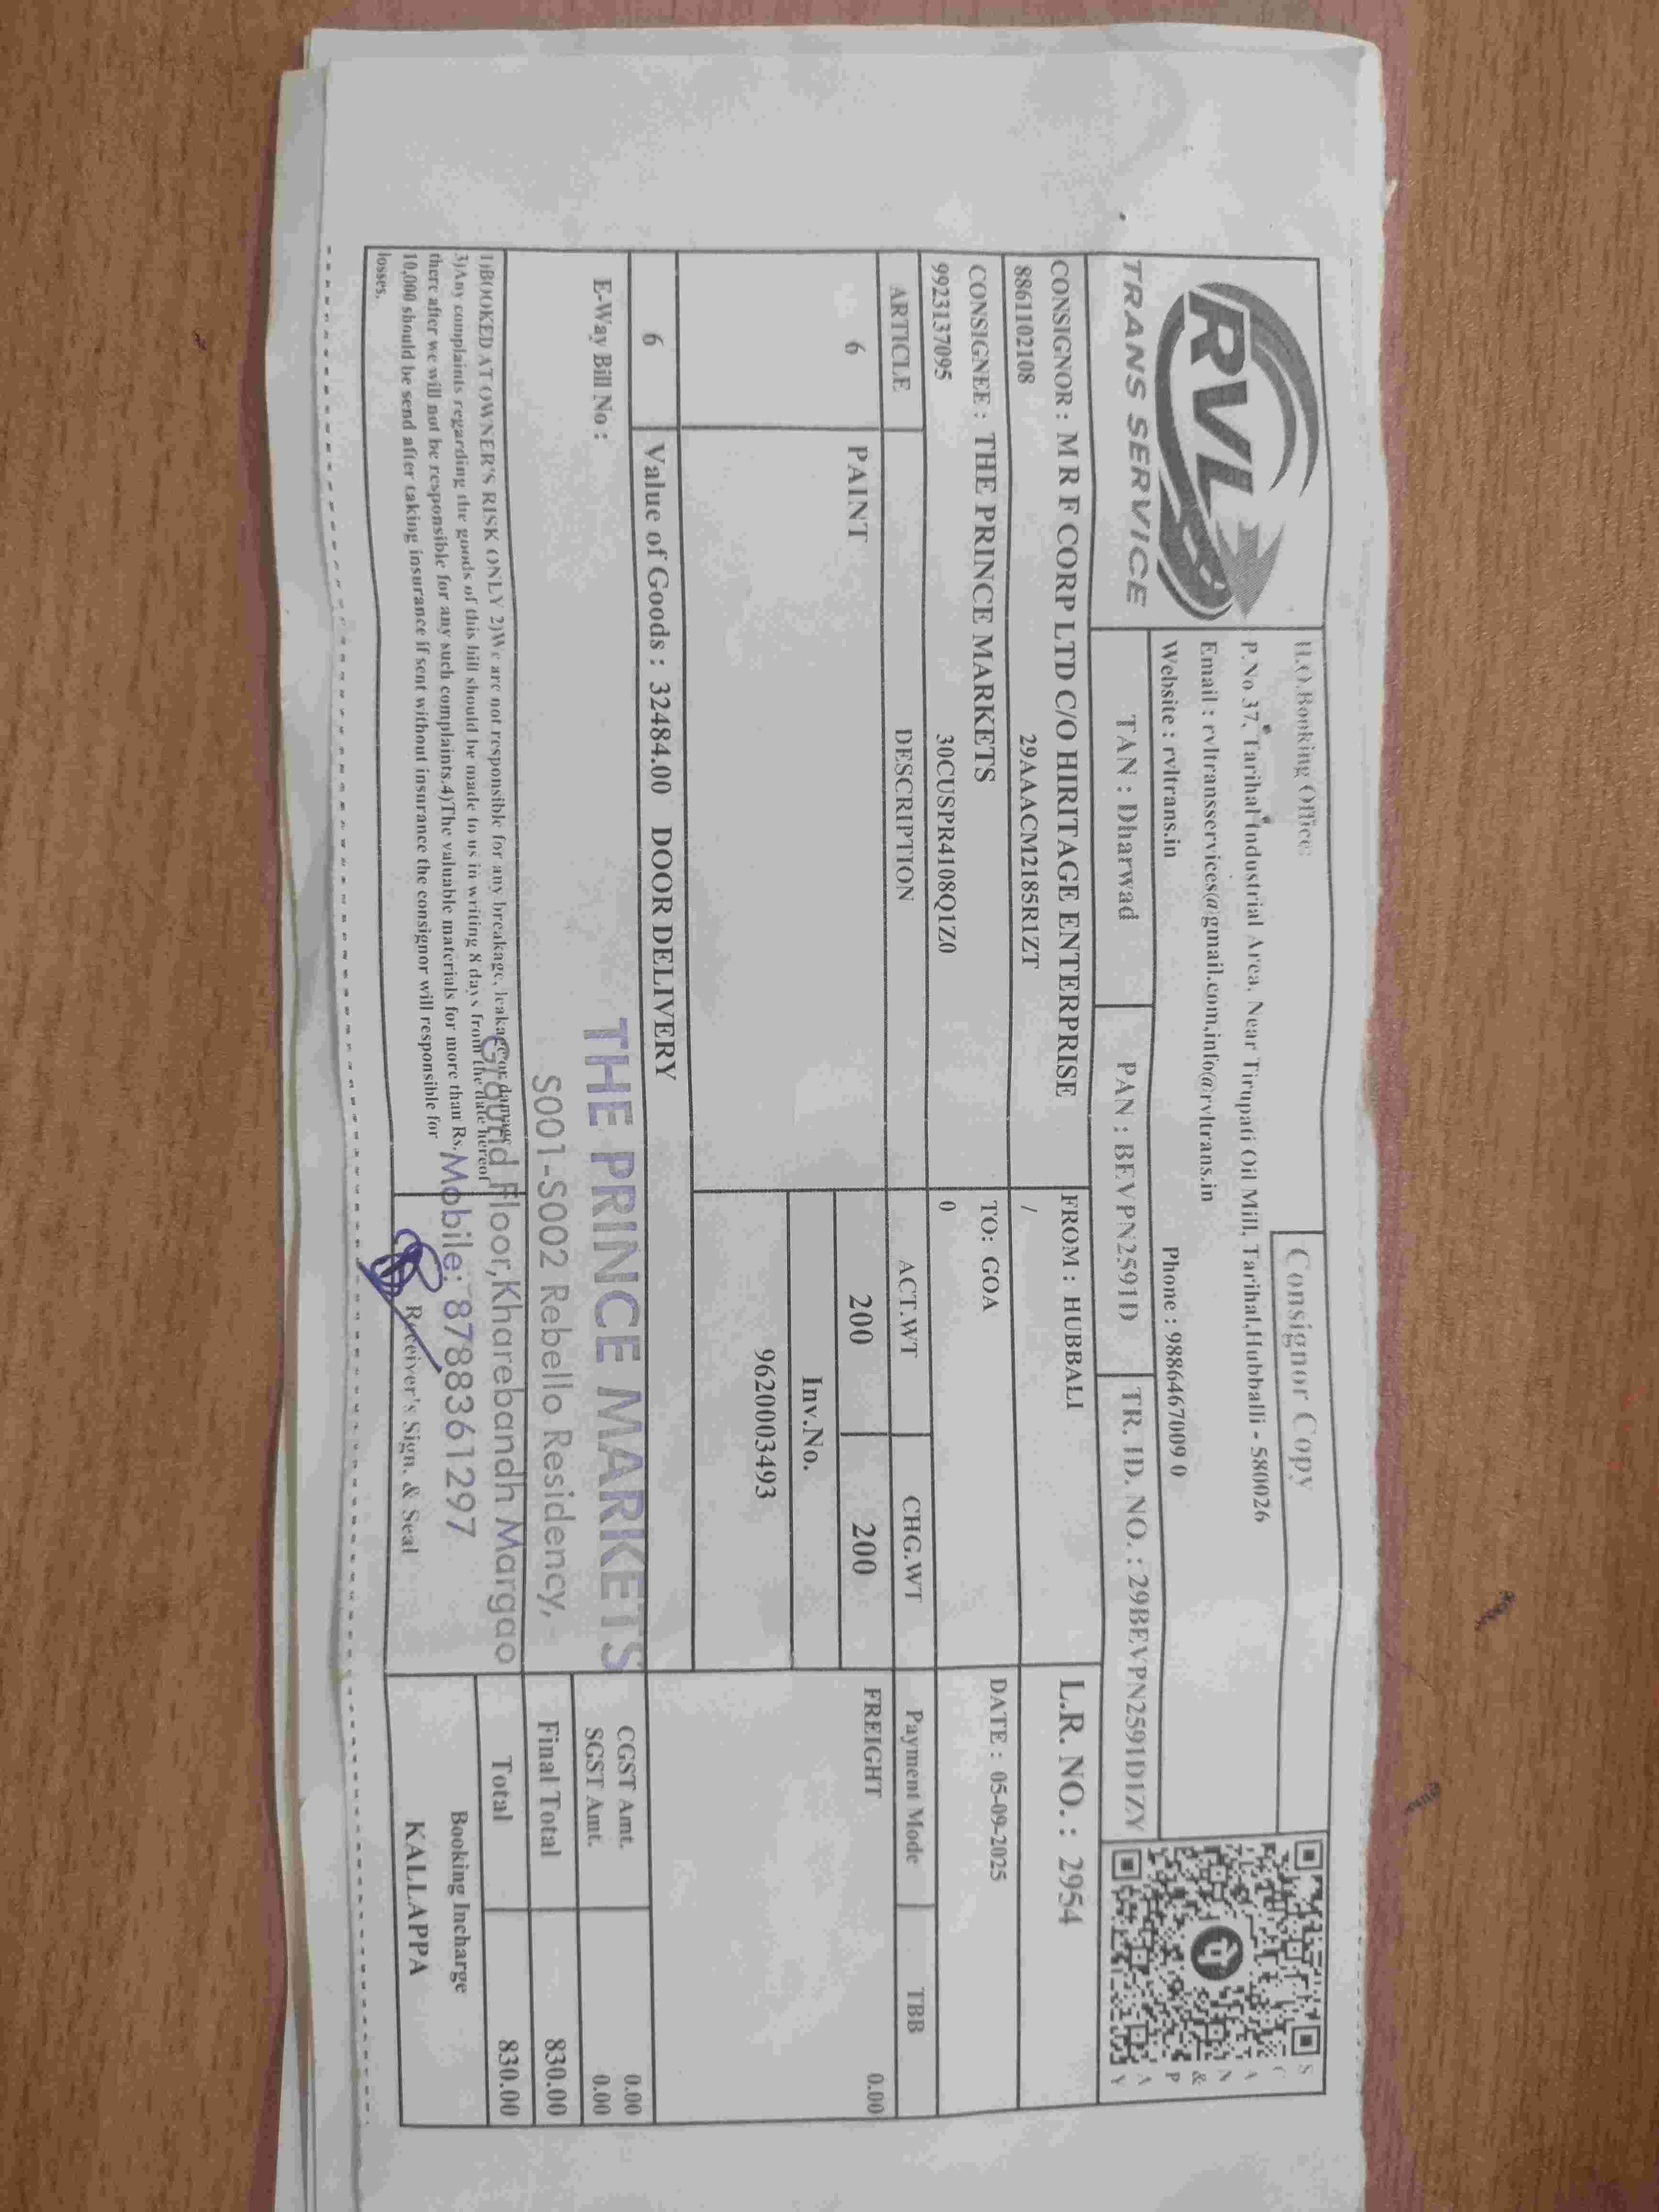 RVL
TRANS SERVICE
H.O.Booking Office:
Consignor Copy
P.No 37, Tarihal Industrial Area, Near Tirupati Oil Mill, Tarihal,Hubballi - 580026
Email : rvltransservices@gmail.com,info@rvltrans.in
Website : rvltrans.in
Phone : 9886467009 0
SCAN & PAY
TAN : Dharwad
PAN : BEVPN2591D
TR. ID. NO. : 29BEVPN2591D1ZY
CONSIGNOR : M R F CORP LTD C/O HIRITAGE ENTERPRISE
FROM : HUBBALI
L.R. NO. : 2954
8861102108
29AAACM2185R1ZT
/
CONSIGNEE : THE PRINCE MARKETS
TO: GOA
DATE : 05-09-2025
9923137095
30CUSPR4108Q1Z0
0
ARTICLE
DESCRIPTION
ACT.WT
CHG.WT
Payment Mode
TBB
6
PAINT
200
200
FREIGHT
0.00
Inv.No.
9620003493
6
Value of Goods : 32484.00 DOOR DELIVERY
E-Way Bill No :
CGST Amt.
0.00
SGST Amt.
0.00
Final Total
830.00
Total
830.00
THE PRINCE MARKETS
S001-S002 Rebello Residency,
Ground Floor,Kharebandh Margao
Mobile: 8788361297
1)BOOKED AT OWNER'S RISK ONLY 2)We are not responsible for any breakage, leakage or damage
3)Any complaints regarding the goods of this bill should be made to us in writing 8 days from the date hereof
there after we will not be responsible for any such complaints.4)The valuable materials for more than Rs.
10,000 should be send after taking insurance if sent without insurance the consignor will responsible for
losses.
Receiver's Sign. & Seal
Booking Incharge
KALLAPPA